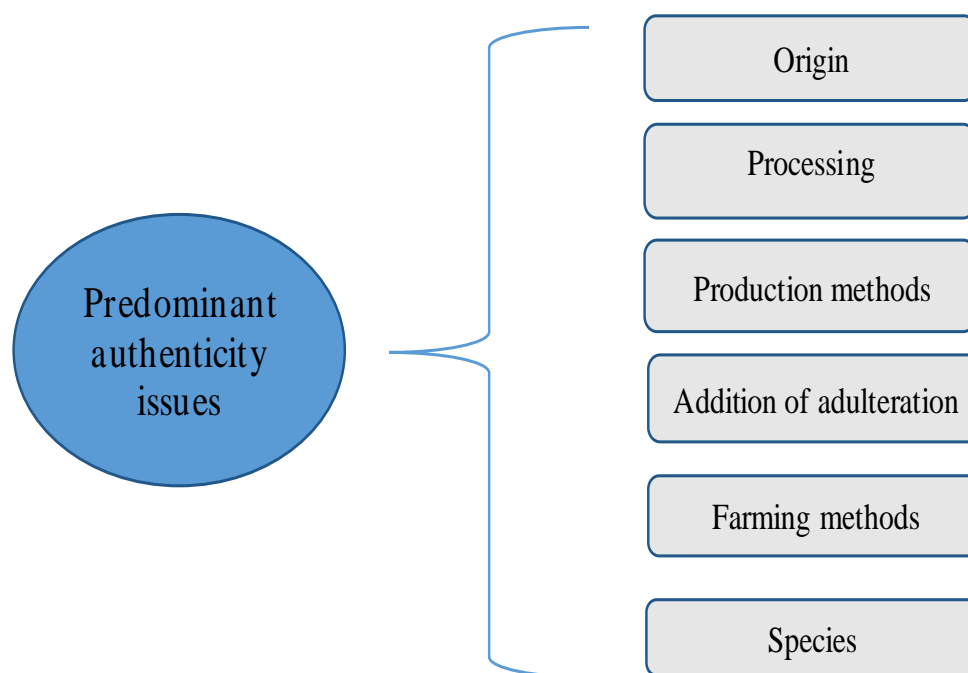 Predominant
authenticity
issues
Origin
Processing
Production methods
Addition of adulteration
Farming methods
Species